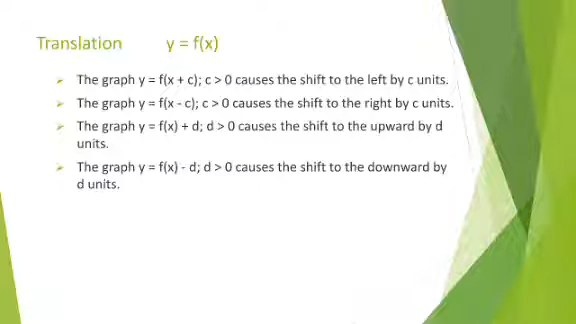 Translation y = f(x)
The graph y = f(x + c); c > 0 causes the shift to the left by c units.
The graph y = f(x - c); c > 0 causes the shift to the right by c units.
The graph y = f(x) + d; d > 0 causes the shift to the upward by d
units.
The graph y = f(x) - d; d > 0 causes the shift to the downward by
d units.